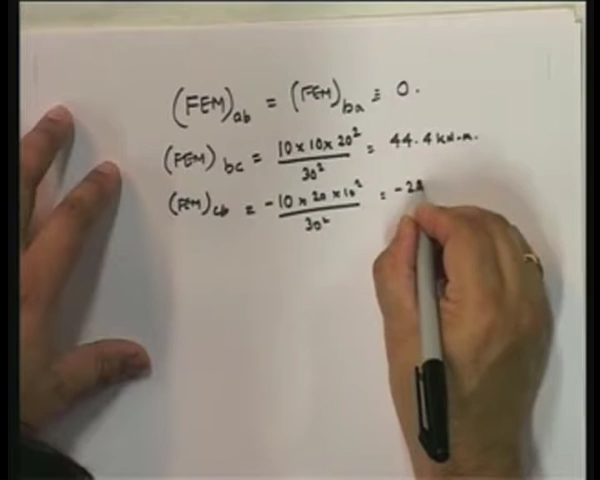 (FEM)ab = (FEM)ba = 0.
(FEM)bc = 10 x 10 x 20² / 30² = 44.4 kN.m.
(FEM)cb = -10 x 20 x 10² / 30² = -22